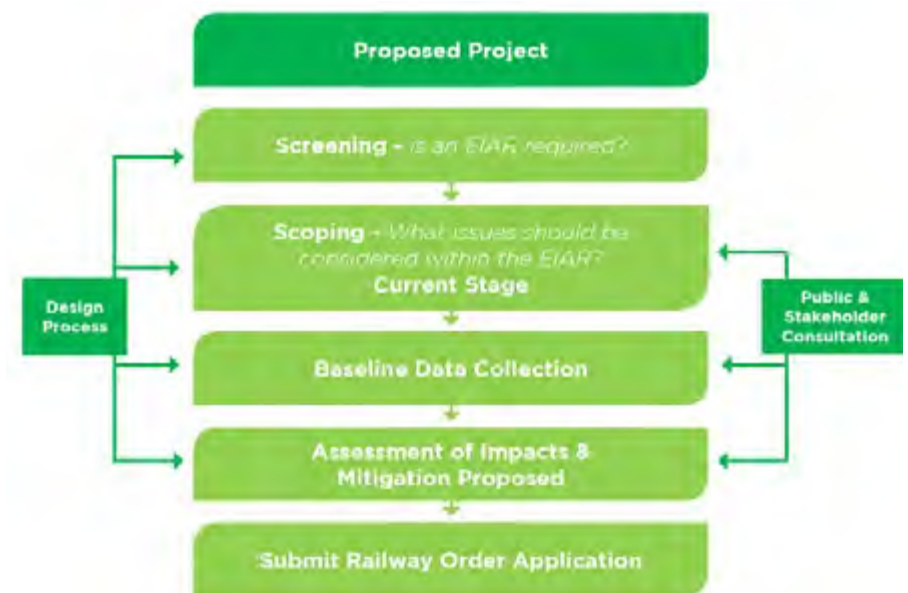 Proposed Project
Screening - is an EIAR required?
Scoping - What issues should be
considered within the EIAR?
Current Stage
Design
Process
Public &
Stakeholder
Consultation
Baseline Data Collection
Assessment of Impacts &
Mitigation Proposed
Submit Railway Order Application